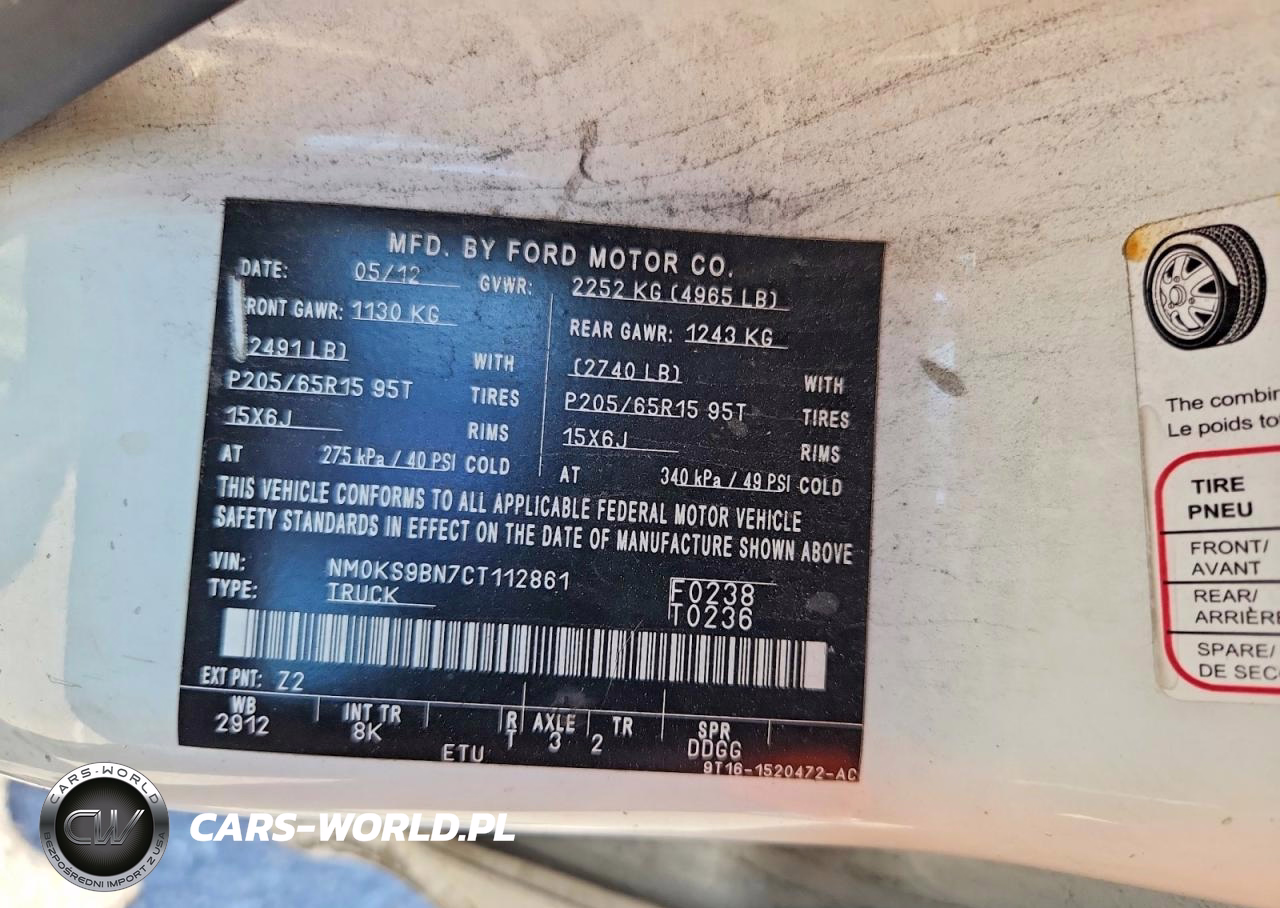 MFD. BY FORD MOTOR CO.
DATE: 05/12 GVWR: 2252 KG (4965 LB)
FRONT GAWR: 1130 KG REAR GAWR: 1243 KG
2491 LB) WITH (2740 LB) WITH
P205/65R15 95T TIRES P205/65R15 95T TIRES
15X6J RIMS 15X6J RIMS
AT 275 kPa / 40 PSI COLD AT 340 kPa / 49 PSI COLD
THIS VEHICLE CONFORMS TO ALL APPLICABLE FEDERAL MOTOR VEHICLE
SAFETY STANDARDS IN EFFECT ON THE DATE OF MANUFACTURE SHOWN ABOVE
VIN: NM0KS9BN7CT112861 F0238
TYPE: TRUCK T0236
EXT PNT: Z2
WB INT TR R AXLE TR SPR
2912 8K T 3 2 DDGG
ETU
9T16-1520472-AC
The combin
Le poids to
TIRE
PNEU
FRONT/
AVANT
REAR/
ARRIÈRE
SPARE/
DE SEC
CARS-WORLD
CW
BEZPOŚREDNI IMPORT Z USA
CARS-WORLD.PL